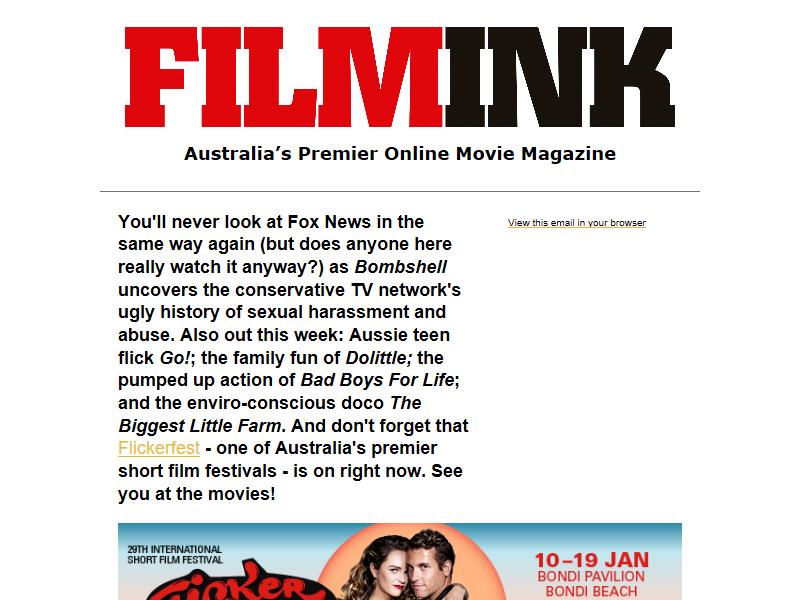 FILMINK
Australia’s Premier Online Movie Magazine
You'll never look at Fox News in the
same way again (but does anyone here
really watch it anyway?) as Bombshell
uncovers the conservative TV network's
ugly history of sexual harassment and
abuse. Also out this week: Aussie teen
flick Go!; the family fun of Dolittle; the
pumped up action of Bad Boys For Life;
and the enviro-conscious doco The
Biggest Little Farm. And don't forget that
Flickerfest - one of Australia's premier
short film festivals - is on right now. See
you at the movies!
View this email in your browser
29TH INTERNATIONAL
SHORT FILM FESTIVAL
Flicker
10–19 JAN
BONDI PAVILION
BONDI BEACH